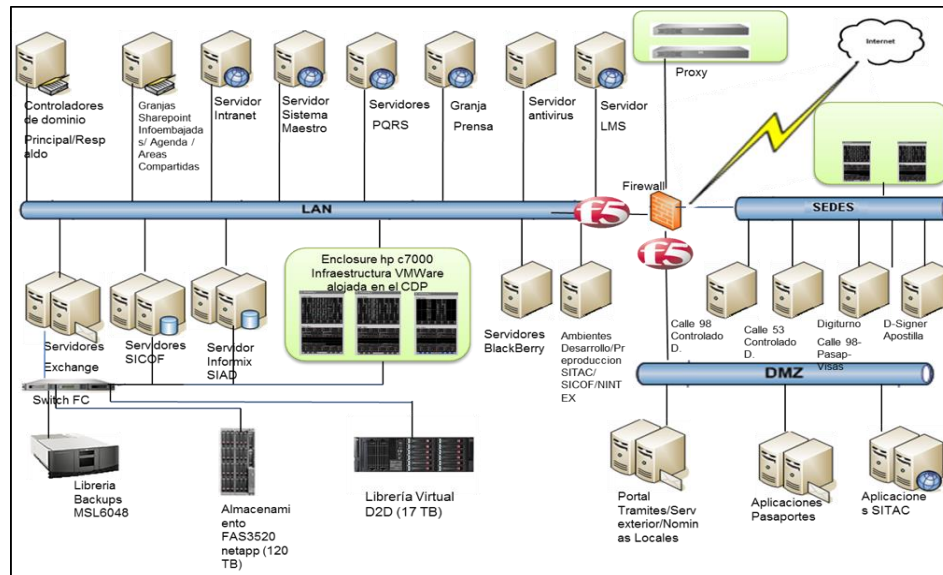 Controladores
de dominio
Principal/Resp
aldo
Granjas
Sharepoint
Infoembajada
s/ Agenda /
Areas
Compartidas
Servidor
Intranet
Servidor
Sistema
Maestro
Servidores
PQRS
Granja
Prensa
Servidor
antivirus
Servidor
LMS
Proxy
Internet
Firewall
LAN
f5
f5
SEDES
Servidores
Exchange
Servidores
SICOF
Servidor
Informix
SIAD
Enclosure hp c7000
Infraestructura VMWare
alojada en el CDP
Servidores
BlackBerry
Ambientes
Desarrollo/Pr
eproduccion
SITAC/
SICOF/NINT
EX
Calle 98
Controlado
D.
Calle 53
Controlado
D.
Digiturno
Calle 98-
Pasap-
Visas
D-Signer
Apostilla
DMZ
Switch FC
Libreria
Backups
MSL6048
Almacenami
ento
FAS3520
netapp (120
TB)
Librería Virtual
D2D (17 TB)
Portal
Tramites/Serv
exterior/Nomin
as Locales
Aplicaciones
Pasaportes
Aplicacione
s SITAC